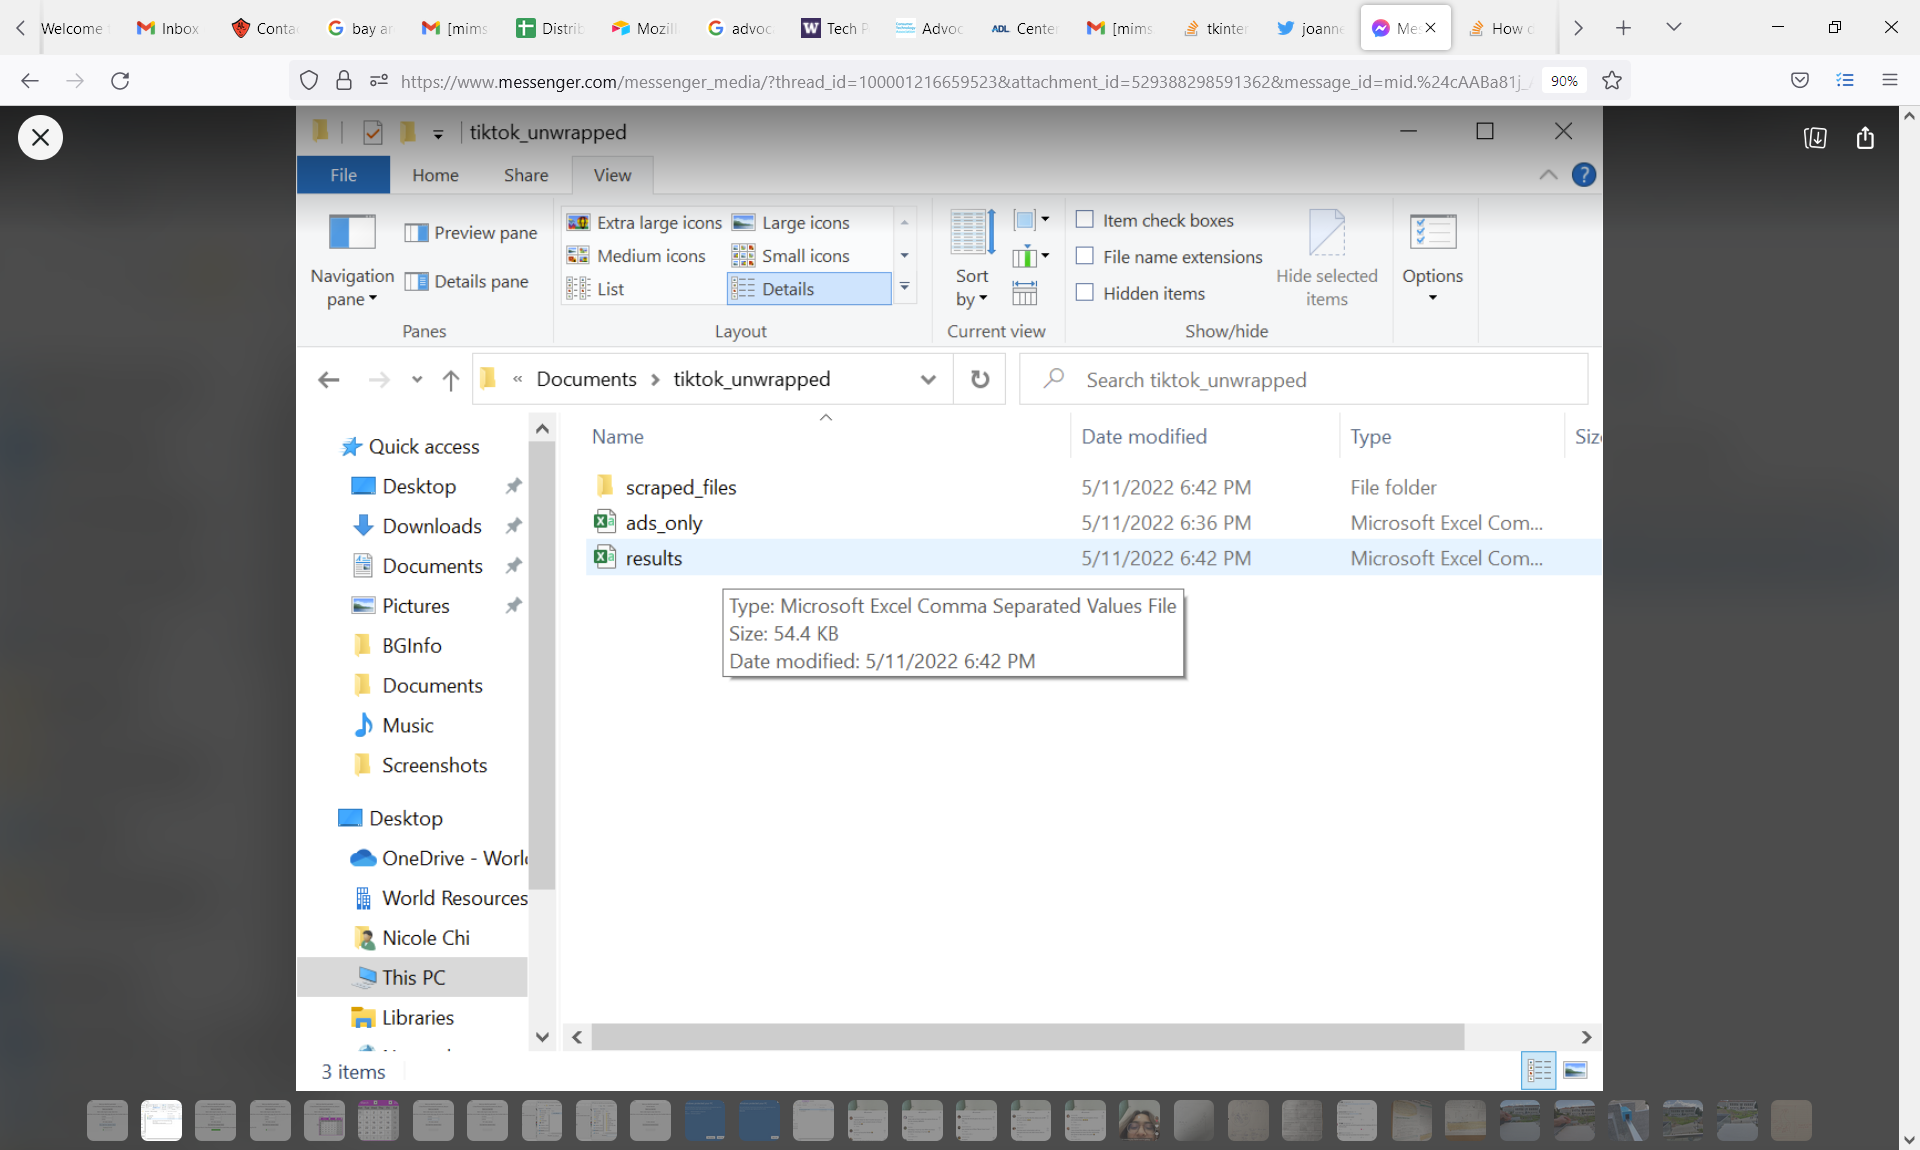 Welcome
Inbox
Conta
bay ar
[mims
Distrib
Mozill
advoc
Tech P
Advoc
ADL Center
[mims
tkinter
joanne
Mes
How
https://www.messenger.com/messenger_media/?thread_id=100001216659523&attachment_id=529388298591362&message_id=mid.%24cAABa81j_
90%
tiktok_unwrapped
File Home Share View
Navigation pane
Preview pane
Details pane
Panes
Extra large icons Large icons
Medium icons Small icons
List Details
Layout
Sort by
Current view
Item check boxes
File name extensions
Hidden items
Hide selected items
Show/hide
Options
« Documents > tiktok_unwrapped
Search tiktok_unwrapped
Name Date modified Type Siz
scraped_files 5/11/2022 6:42 PM File folder
ads_only 5/11/2022 6:36 PM Microsoft Excel Com...
results 5/11/2022 6:42 PM Microsoft Excel Com...
Type: Microsoft Excel Comma Separated Values File
Size: 54.4 KB
Date modified: 5/11/2022 6:42 PM
Quick access
Desktop
Downloads
Documents
Pictures
BGInfo
Documents
Music
Screenshots
Desktop
OneDrive - World
World Resources
Nicole Chi
This PC
Libraries
3 items